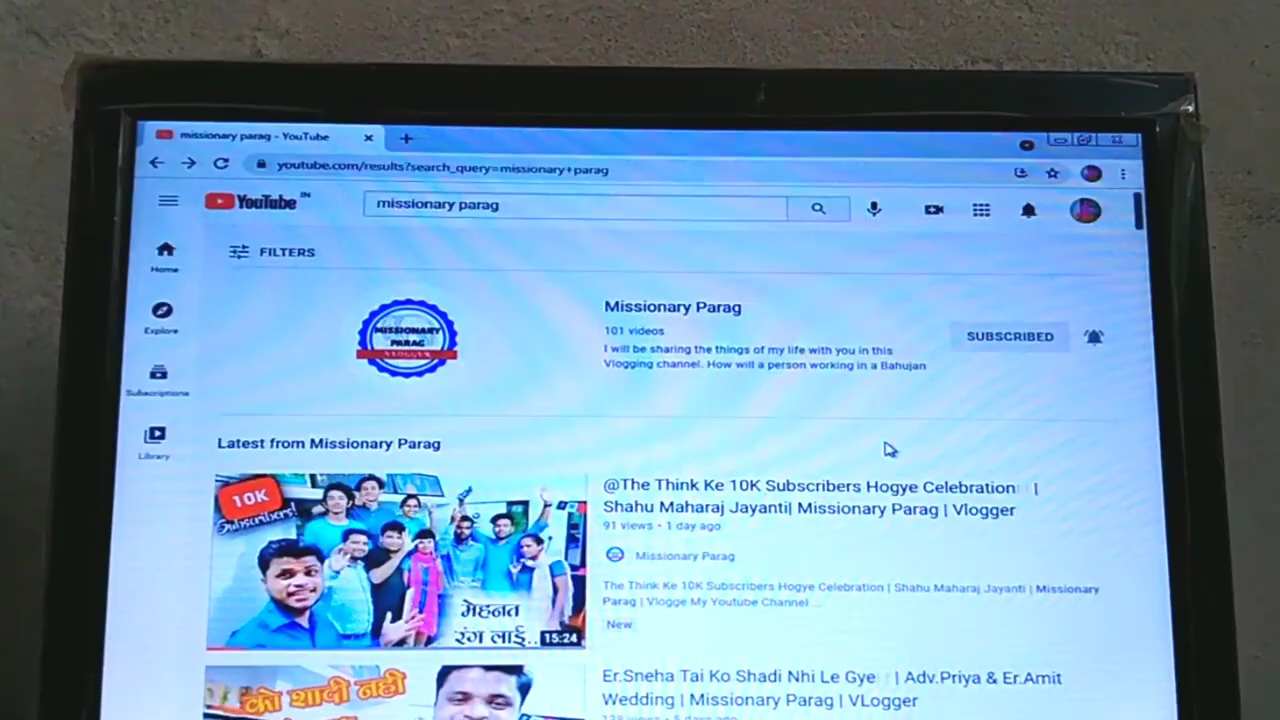 missionary parag - YouTube
youtube.com/results?search_query=missionary+parag
YouTube IN
missionary parag
FILTERS
Home
Explore
Subscriptions
Library
MISSIONARY
PARAG
VLOGGER
Missionary Parag
101 videos
I will be sharing the things of my life with you in this
Vlogging channel. How will a person working in a Bahujan
SUBSCRIBED
Latest from Missionary Parag
10K
Subscribers!
मेहनत
रंग लाई..
15:24
@The Think Ke 10K Subscribers Hogye Celebration |
Shahu Maharaj Jayanti| Missionary Parag | Vlogger
91 views • 1 day ago
Missionary Parag
The Think Ke 10K Subscribers Hogye Celebration | Shahu Maharaj Jayanti | Missionary
Parag | Vlogge My Youtube Channel ...
New
को शादी नहीं
Er.Sneha Tai Ko Shadi Nhi Le Gye | Adv.Priya & Er.Amit
Wedding | Missionary Parag | VLogger